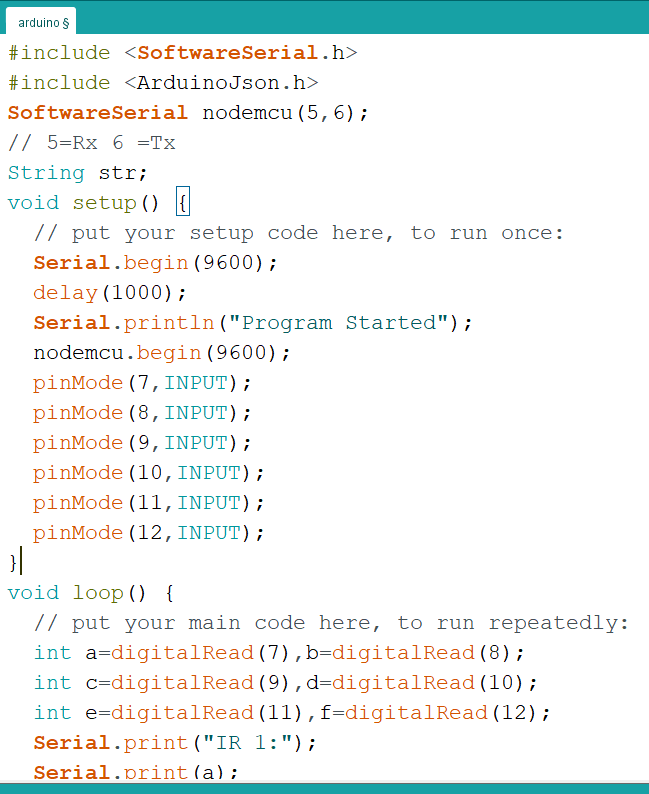 arduino §
#include <SoftwareSerial.h>
#include <ArduinoJson.h>
SoftwareSerial nodemcu(5,6);
// 5=Rx 6 =Tx
String str;
void setup() {
  // put your setup code here, to run once:
  Serial.begin(9600);
  delay(1000);
  Serial.println("Program Started");
  nodemcu.begin(9600);
  pinMode(7,INPUT);
  pinMode(8,INPUT);
  pinMode(9,INPUT);
  pinMode(10,INPUT);
  pinMode(11,INPUT);
  pinMode(12,INPUT);
}
void loop() {
  // put your main code here, to run repeatedly:
  int a=digitalRead(7),b=digitalRead(8);
  int c=digitalRead(9),d=digitalRead(10);
  int e=digitalRead(11),f=digitalRead(12);
  Serial.print("IR 1:");
  Serial.print(a);